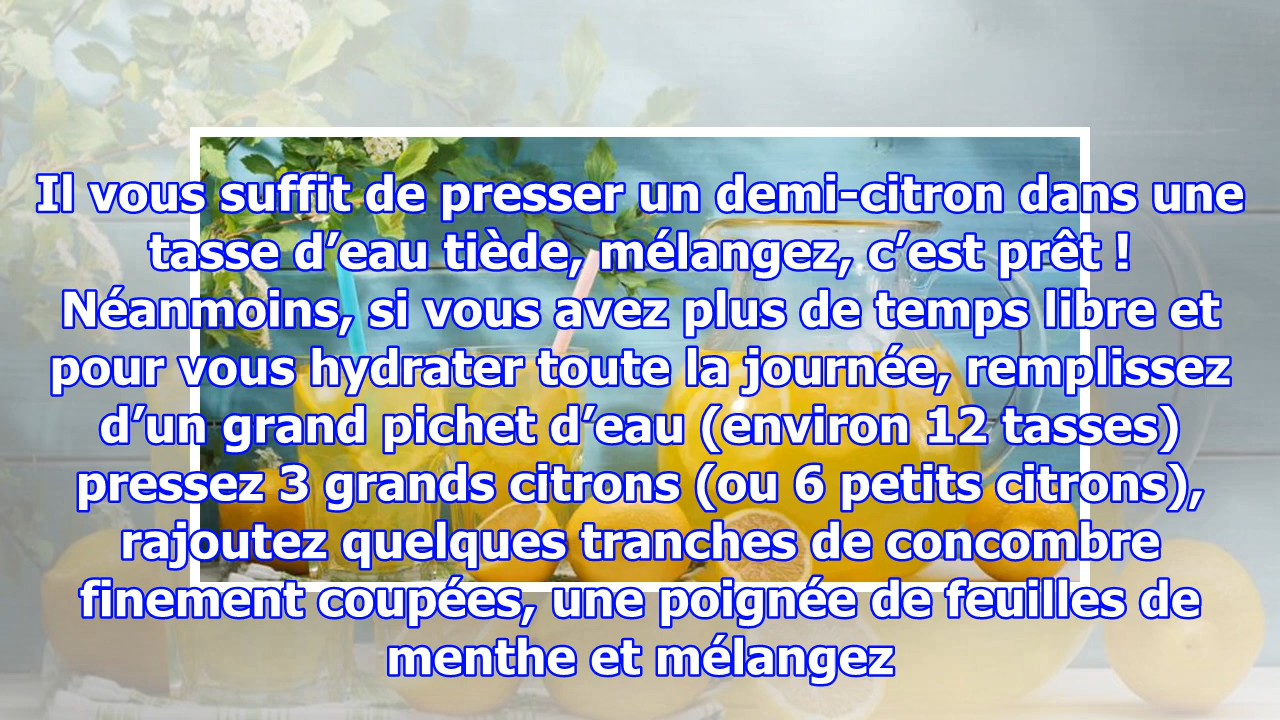 Il vous suffit de presser un demi-citron dans une
tasse d’eau tiède, mélangez, c’est prêt !
Néanmoins, si vous avez plus de temps libre et
pour vous hydrater toute la journée, remplissez
d’un grand pichet d’eau (environ 12 tasses)
pressez 3 grands citrons (ou 6 petits citrons),
rajoutez quelques tranches de concombre
finement coupées, une poignée de feuilles de
menthe et mélangez